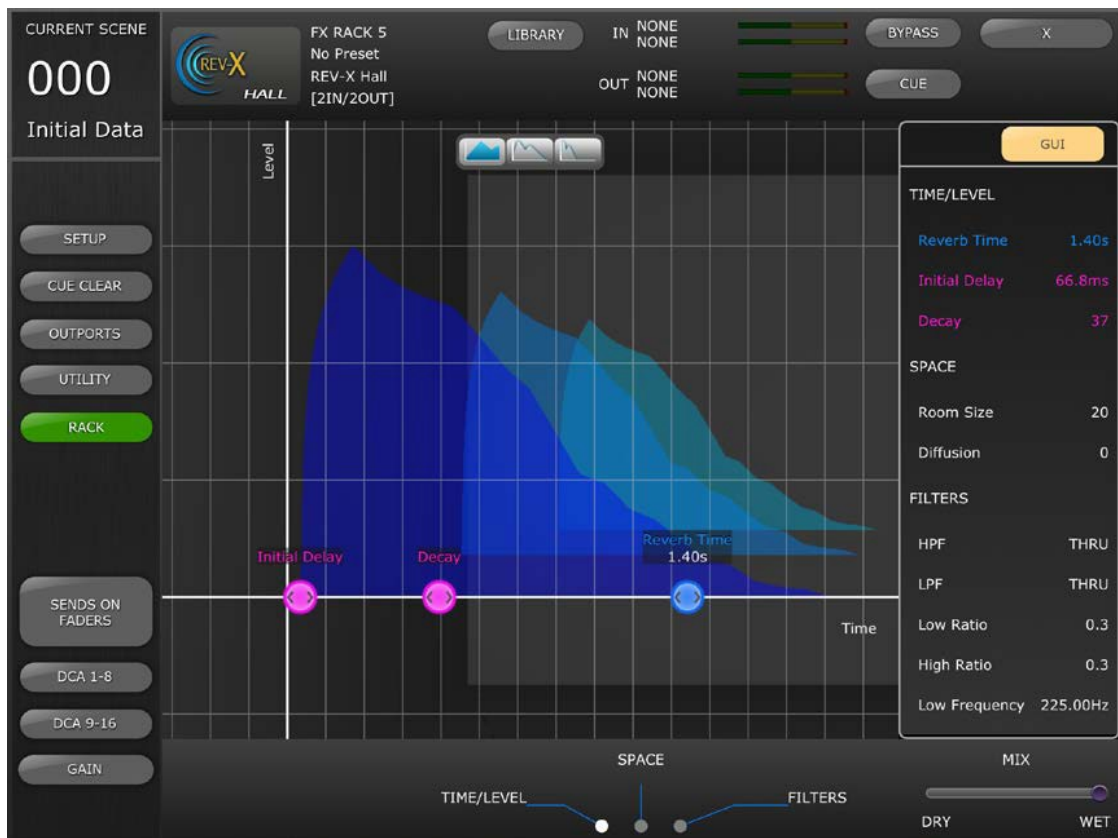 CURRENT SCENE
000
Initial Data
REV-X
HALL
FX RACK 5
No Preset
REV-X Hall
[2IN/2OUT]
LIBRARY
IN NONE
NONE
OUT NONE
NONE
BYPASS
X
CUE
SETUP
CUE CLEAR
OUTPORTS
UTILITY
RACK
SENDS ON
FADERS
DCA 1-8
DCA 9-16
GAIN
Level
Initial Delay
Decay
Reverb Time
1.40s
Time
GUI
TIME/LEVEL
Reverb Time 1.40s
Initial Delay 66.8ms
Decay 37
SPACE
Room Size 20
Diffusion 0
FILTERS
HPF THRU
LPF THRU
Low Ratio 0.3
High Ratio 0.3
Low Frequency 225.00Hz
SPACE
TIME/LEVEL
FILTERS
MIX
DRY WET